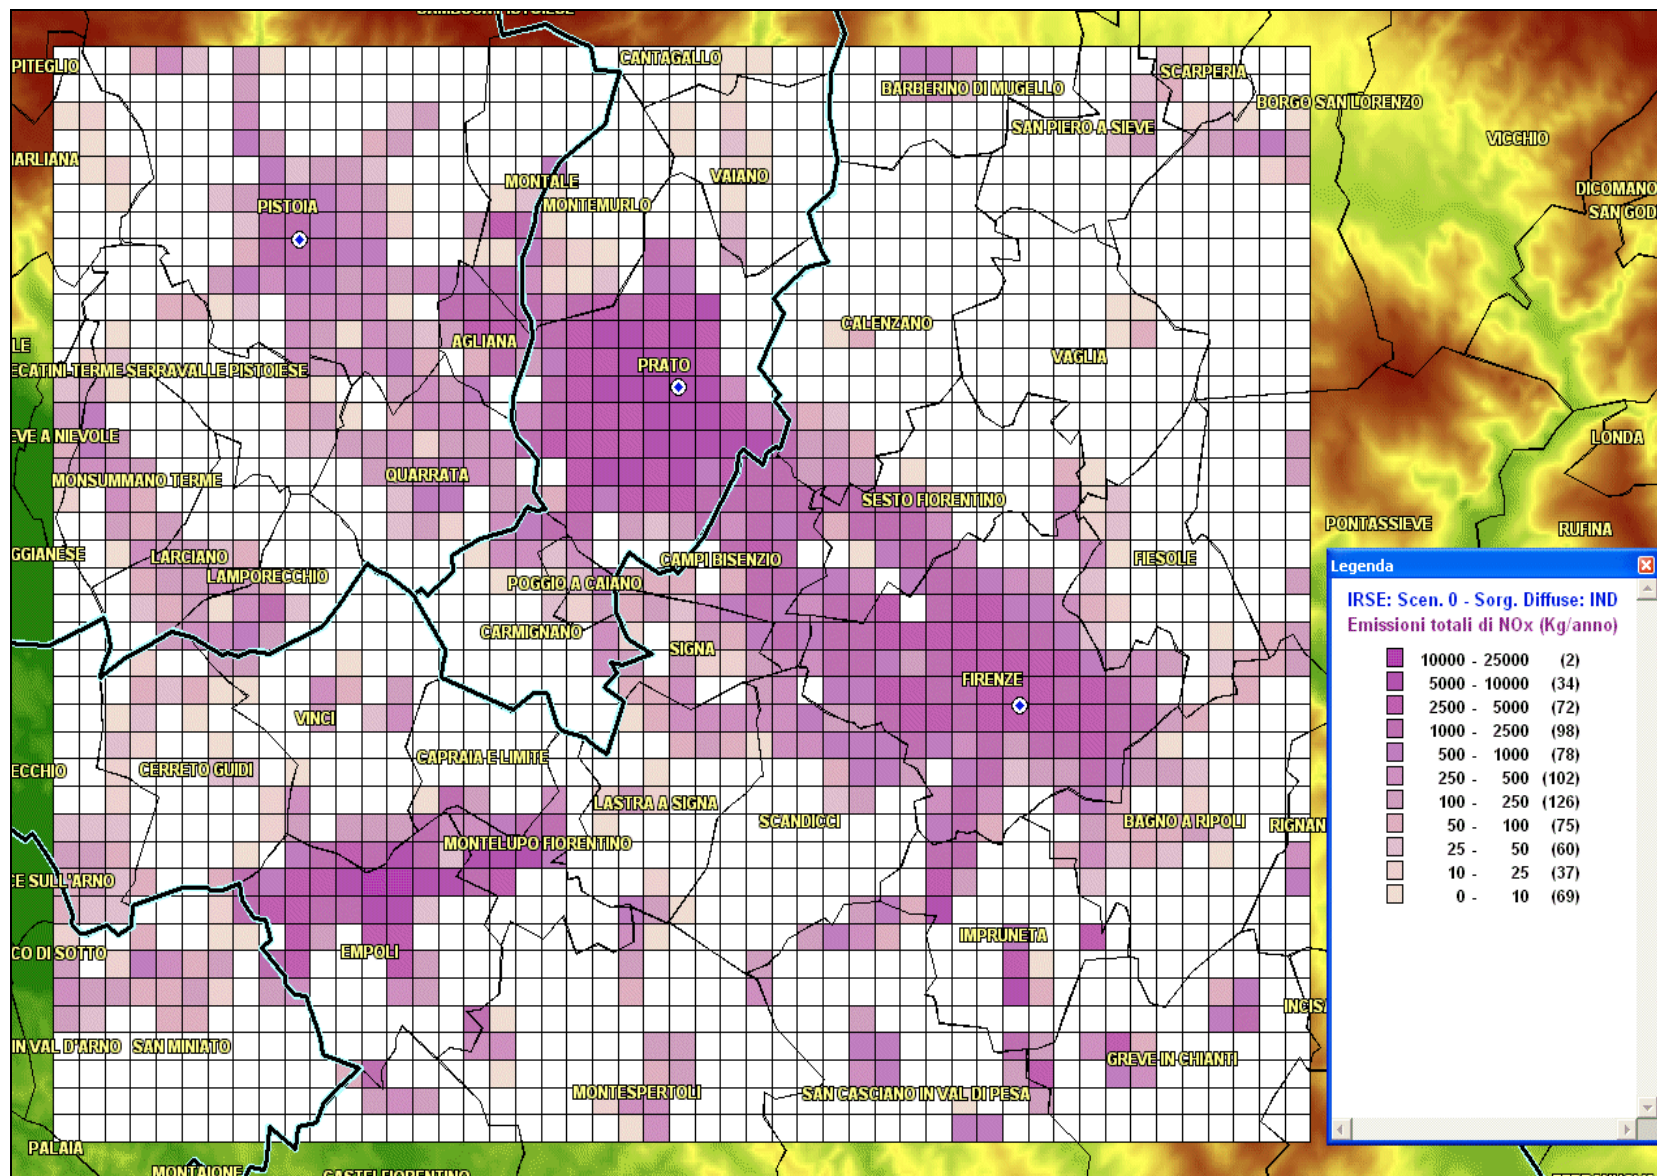 CANTAGALLO
PITEGLIO
SCARPERIA
BARBERINO DI MUGELLO
BORGO SAN LORENZO
SAN PIERO A SIEVE
VICCHIO
VAIANO
MONTALE
DICOMANO
PISTOIA
MONTEMURLO
SAN GOD
CALENZANO
AGLIANA
VAGLIA
PRATO
ECATINI-TERME-SERRAVALLE PISTOIESE
EVE A NIEVOLE
LONDA
MONSUMMANO TERME
QUARRATA
SESTO FIORENTINO
PONTASSIEVE
RUFINA
GGIANESE
LARCIANO
CAMPI BISENZIO
FIESOLE
LAMPORECCHIO
POGGIO A CAIANO
CARMIGNANO
SIGNA
FIRENZE
VINCI
CAPRAIA E LIMITE
ECCHIO
CERRETO GUIDI
LASTRA A SIGNA
SCANDICCI
BAGNO A RIPOLI
RIGNAN
MONTELUPO FIORENTINO
CE SULL'ARNO
IMPRUNETA
CO DI SOTTO
EMPOLI
INCIS
IN VAL D'ARNO
SAN MINIATO
GREVE IN CHIANTI
MONTESPERTOLI
SAN CASCIANO IN VAL DI PESA
PALAIA
MONTAIONE
CASTELFIORENTINO
Legenda
IRSE: Scen. 0 - Sorg. Diffuse: IND
Emissioni totali di NOx (Kg/anno)
10000 - 25000 (2)
5000 - 10000 (34)
2500 - 5000 (72)
1000 - 2500 (98)
500 - 1000 (78)
250 - 500 (102)
100 - 250 (126)
50 - 100 (75)
25 - 50 (60)
10 - 25 (37)
0 - 10 (69)